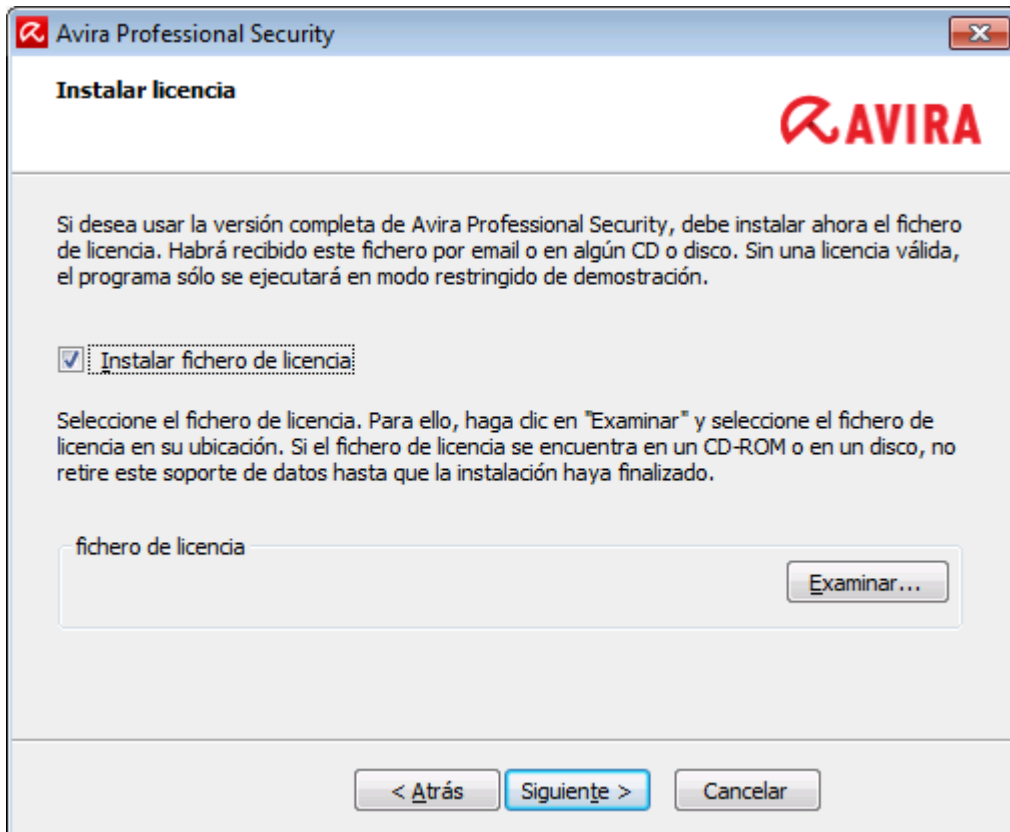 Avira Professional Security
Instalar licencia
AVIRA
Si desea usar la versión completa de Avira Professional Security, debe instalar ahora el fichero
de licencia. Habrá recibido este fichero por email o en algún CD o disco. Sin una licencia válida,
el programa sólo se ejecutará en modo restringido de demostración.
Instalar fichero de licencia
Seleccione el fichero de licencia. Para ello, haga clic en "Examinar" y seleccione el fichero de
licencia en su ubicación. Si el fichero de licencia se encuentra en un CD-ROM o en un disco, no
retire este soporte de datos hasta que la instalación haya finalizado.
fichero de licencia
Examinar...
< Atrás
Siguiente >
Cancelar